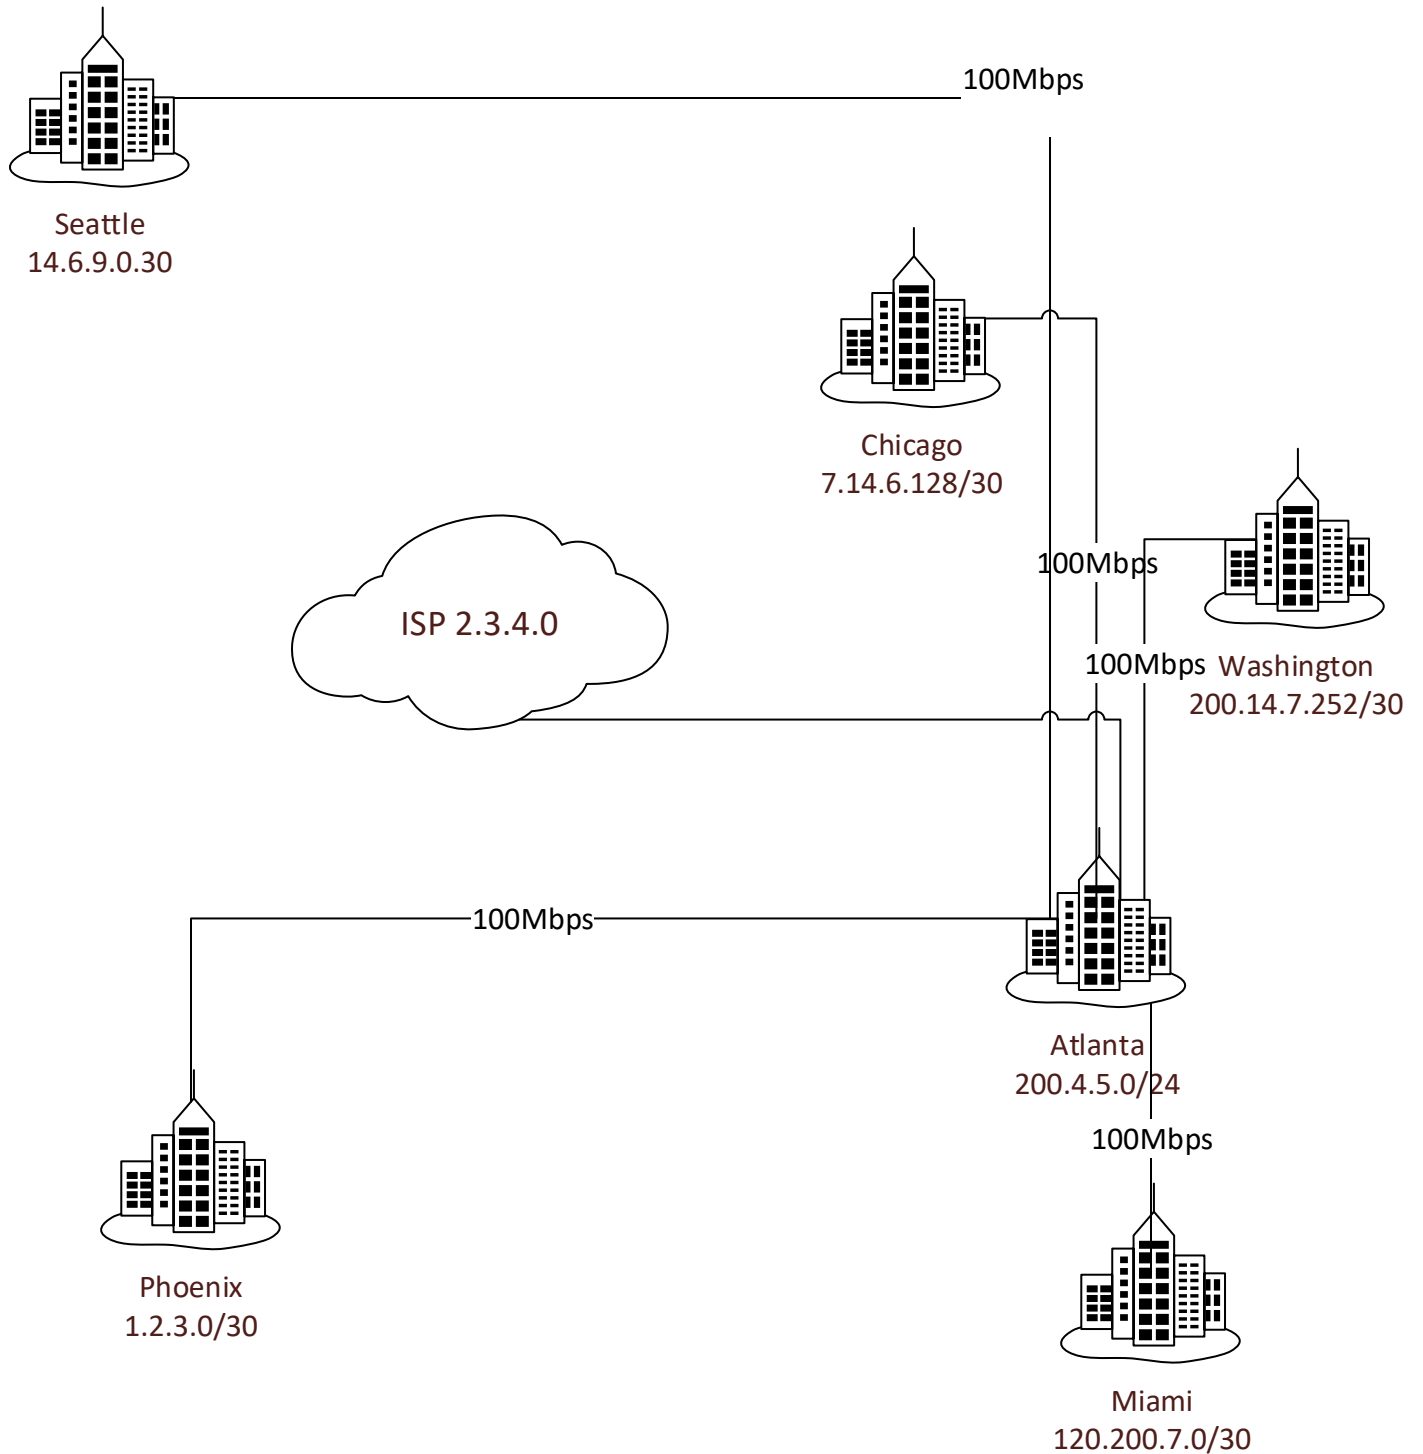 100Mbps
Seattle
14.6.9.0.30
Chicago
7.14.6.128/30
100Mbps
ISP 2.3.4.0
100Mbps
Washington
200.14.7.252/30
100Mbps
Atlanta
200.4.5.0/24
100Mbps
Phoenix
1.2.3.0/30
Miami
120.200.7.0/30